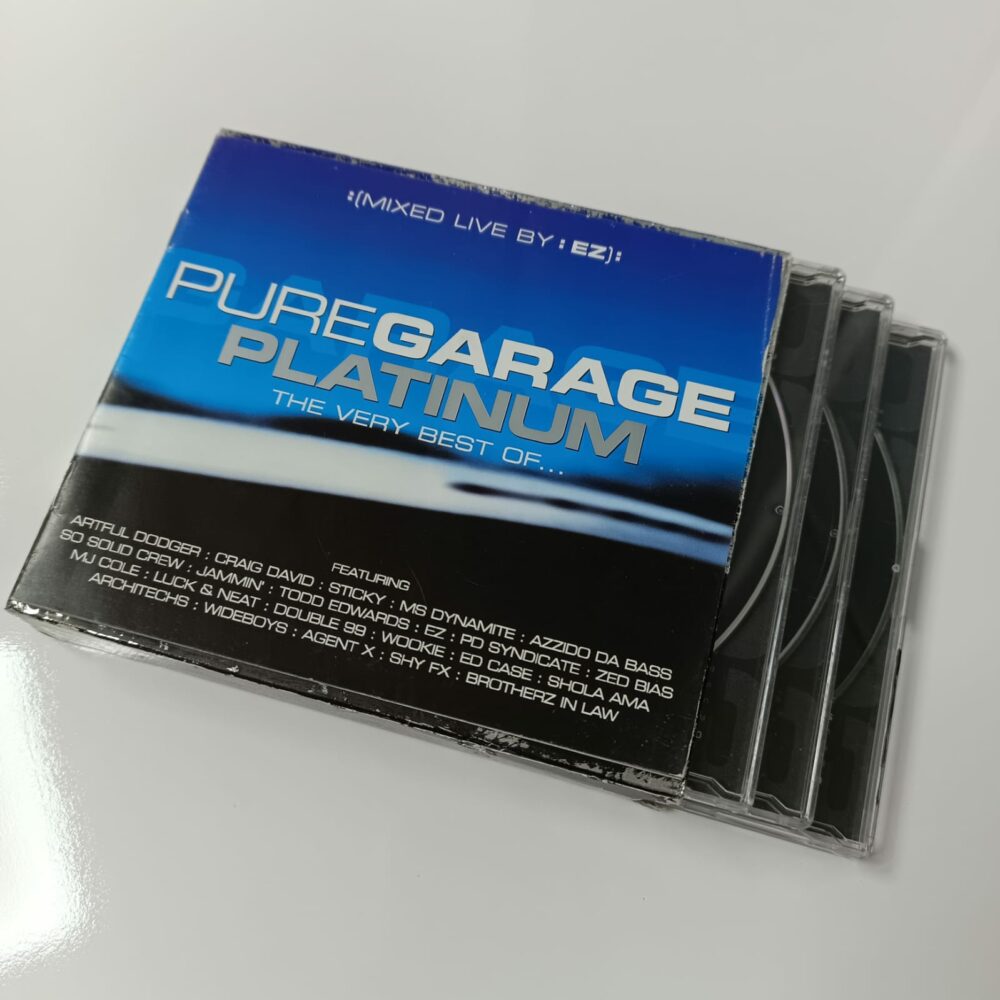 :(MIXED LIVE BY : EZ):
PUREGARAGE
PLATINUM
THE VERY BEST OF...
FEATURING
ARTFUL DODGER : CRAIG DAVID : STICKY : MS DYNAMITE : AZZIDO DA BASS
SO SOLID CREW : JAMMIN' : TODD EDWARDS : EZ : PD SYNDICATE : ZED BIAS
MJ COLE : LUCK & NEAT : DOUBLE 99 : WOOKIE : ED CASE : SHOLA AMA
ARCHITECHS : WIDEBOYS : AGENT X : SHY FX : BROTHERZ IN LAW